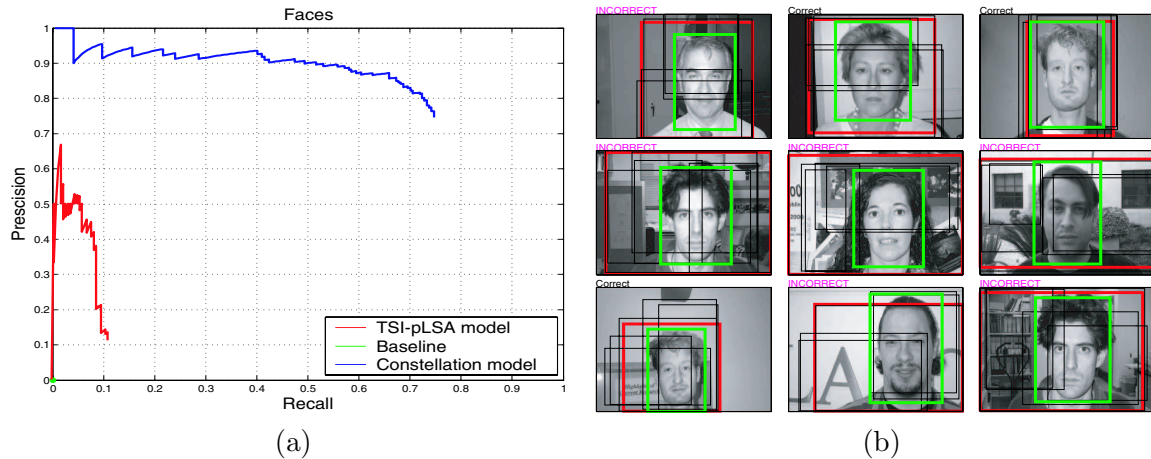 Faces
1
0.9
0.8
0.7
0.6
0.5
0.4
0.3
0.2
0.1
0
Prescision
0 0.1 0.2 0.3 0.4 0.5 0.6 0.7 0.8 0.9 1
Recall
TSI-pLSA model
Baseline
Constellation model
(a)
INCORRECT Correct Correct
INCORRECT INCORRECT INCORRECT
Correct INCORRECT INCORRECT
LA
(b)